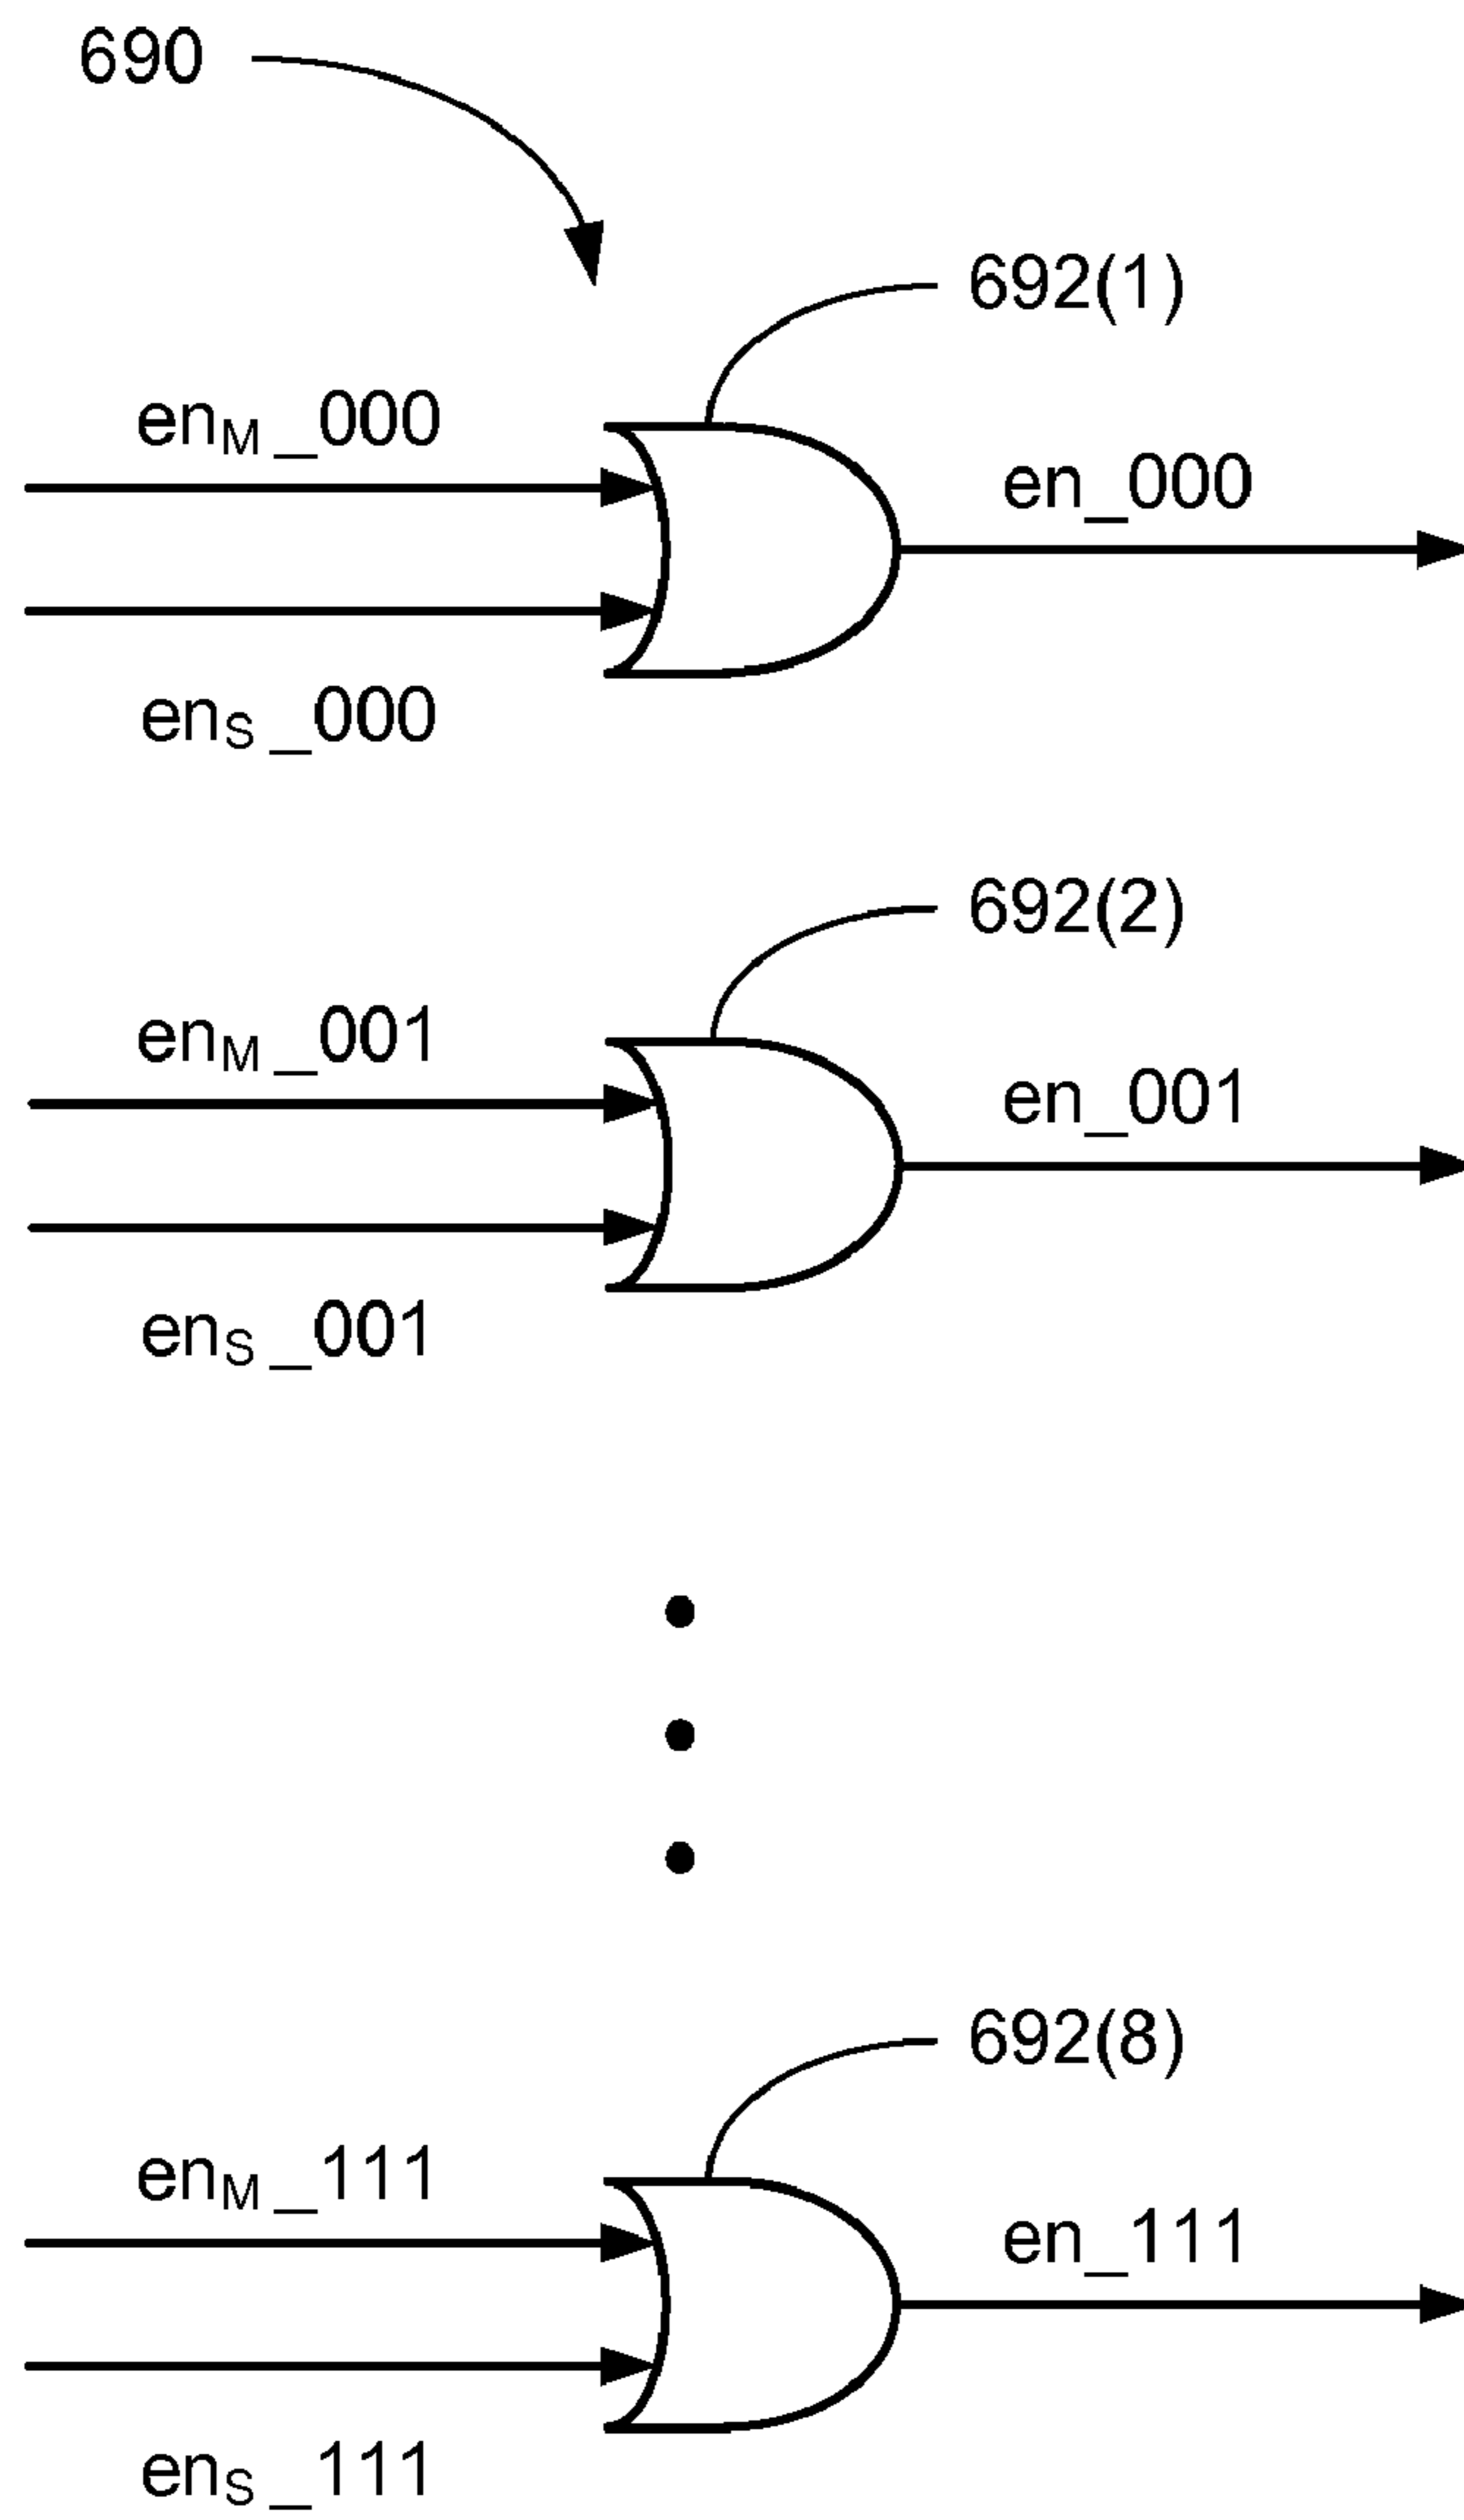 690
692(1)
enM_000
en_000
enS_000
692(2)
enM_001
en_001
enS_001
692(8)
enM_111
en_111
enS_111